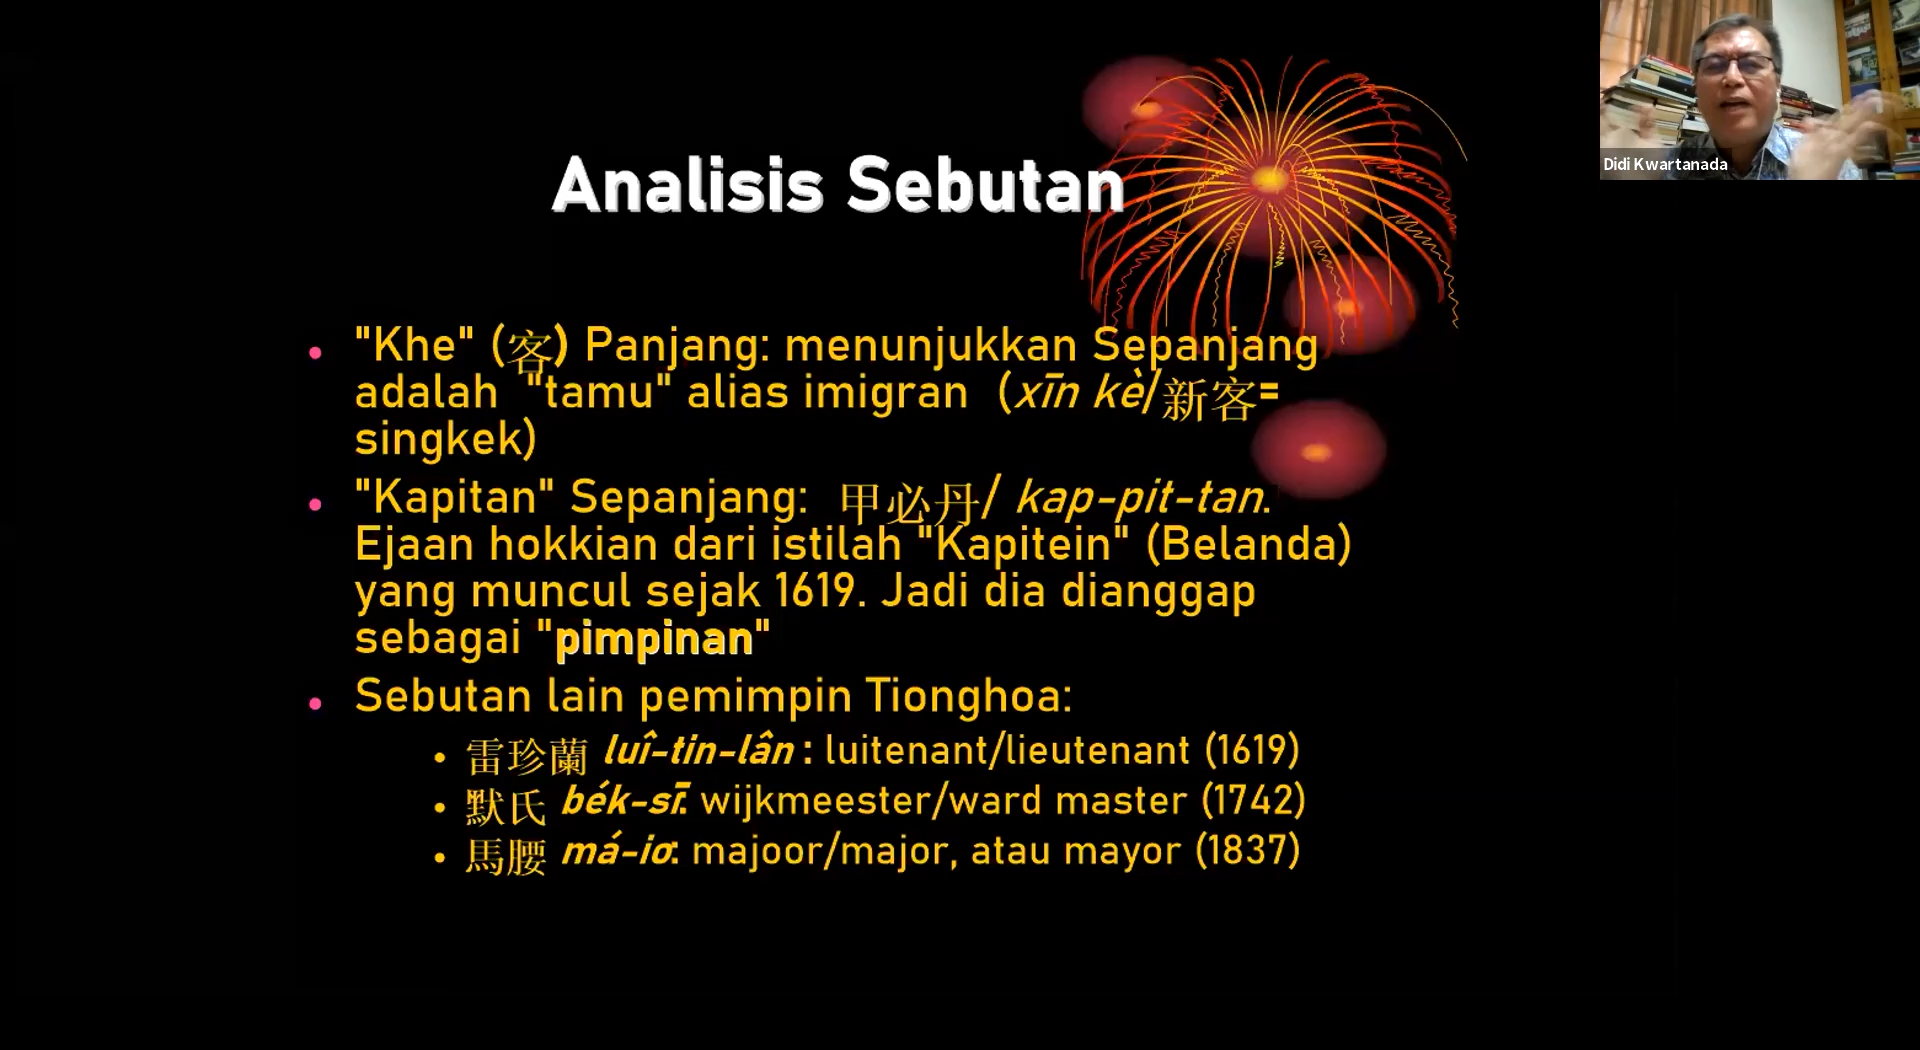 Didi Kwartanada
Analisis Sebutan
"Khe" (客) Panjang: menunjukkan Sepanjang
adalah "tamu" alias imigran (xīn kè/新客=
singkek)
"Kapitan" Sepanjang: 甲必丹/ kap-pit-tan.
Ejaan hokkian dari istilah "Kapitein" (Belanda)
yang muncul sejak 1619. Jadi dia dianggap
sebagai "pimpinan"
Sebutan lain pemimpin Tionghoa:
雷珍蘭 luî-tin-lân : luitenant/lieutenant (1619)
默氏 bék-sī: wijkmeester/ward master (1742)
馬腰 má-io: majoor/major, atau mayor (1837)